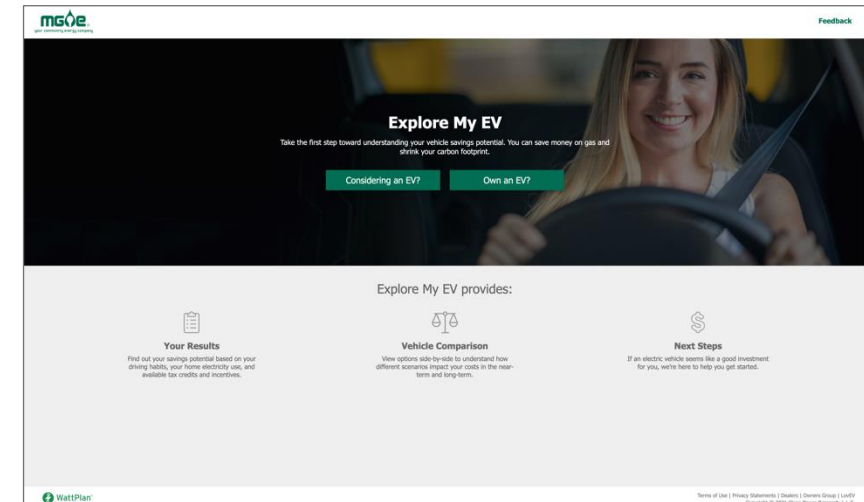 mge
your community energy company
Feedback
Explore My EV
Take the first step toward understanding your vehicle savings potential. You can save money on gas and
shrink your carbon footprint.
Considering an EV?
Own an EV?
Explore My EV provides:
Your Results
Find out your savings potential based on your
driving habits, your home electricity use, and
available tax credits and incentives.
Vehicle Comparison
View options side-by-side to understand how
different scenarios impact your costs in the near-
term and long-term.
Next Steps
If an electric vehicle seems like a good investment
for you, we're here to help you get started.
WattPlan
Terms of Use | Privacy Statements | Dealers | Owners Group | LovEV